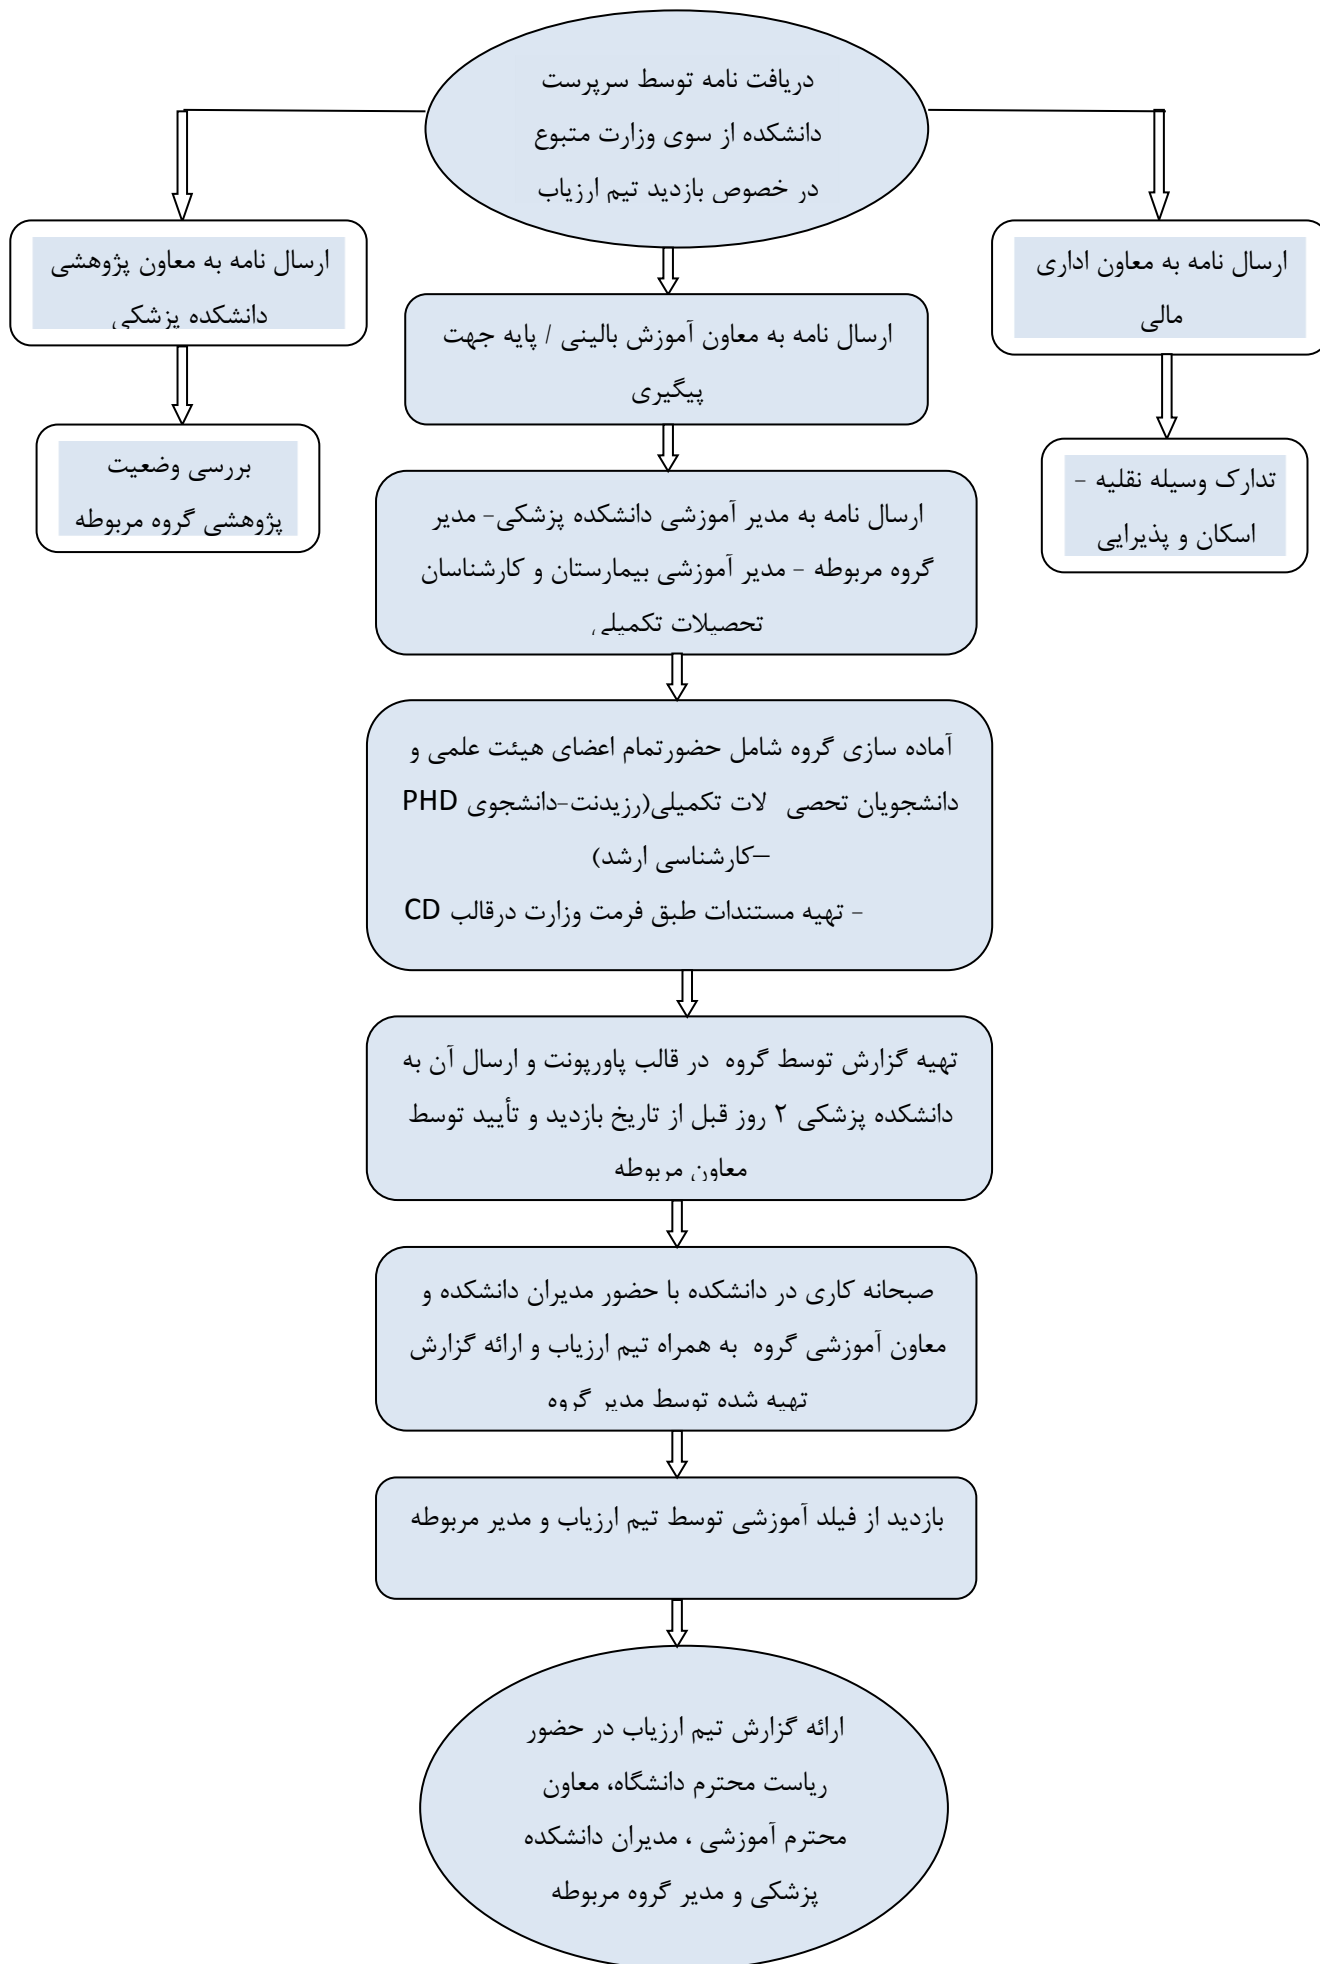 دریافت نامه توسط سرپرست
دانشکده از سوی وزارت متبوع
در خصوص بازدید تیم ارزیاب
ارسال نامه به معاون اداری
مالی
ارسال نامه به معاون پژوهشی
دانشکده پزشکی
ارسال نامه به معاون آموزش بالینی / پایه جهت
پیگیری
تدارک وسیله نقلیه -
اسکان و پذیرایی
بررسی وضعیت
پژوهشی گروه مربوطه
ارسال نامه به مدیر آموزشی دانشکده پزشکی- مدیر
گروه مربوطه - مدیر آموزشی بیمارستان و کارشناسان
تحصیلات تکمیلی
آماده سازی گروه شامل حضورتمام اعضای هیئت علمی و
دانشجویان تحصی لات تکمیلی(رزیدنت-دانشجوی PHD
–کارشناسی ارشد)
- تهیه مستندات طبق فرمت وزارت درقالب CD
تهیه گزارش توسط گروه در قالب پاورپونت و ارسال آن به
دانشکده پزشکی ۲ روز قبل از تاریخ بازدید و تأیید توسط
معاون مربوطه
صبحانه کاری در دانشکده با حضور مدیران دانشکده و
معاون آموزشی گروه به همراه تیم ارزیاب و ارائه گزارش
تهیه شده توسط مدیر گروه
بازدید از فیلد آموزشی توسط تیم ارزیاب و مدیر مربوطه
ارائه گزارش تیم ارزیاب در حضور
ریاست محترم دانشگاه، معاون
محترم آموزشی ، مدیران دانشکده
پزشکی و مدیر گروه مربوطه